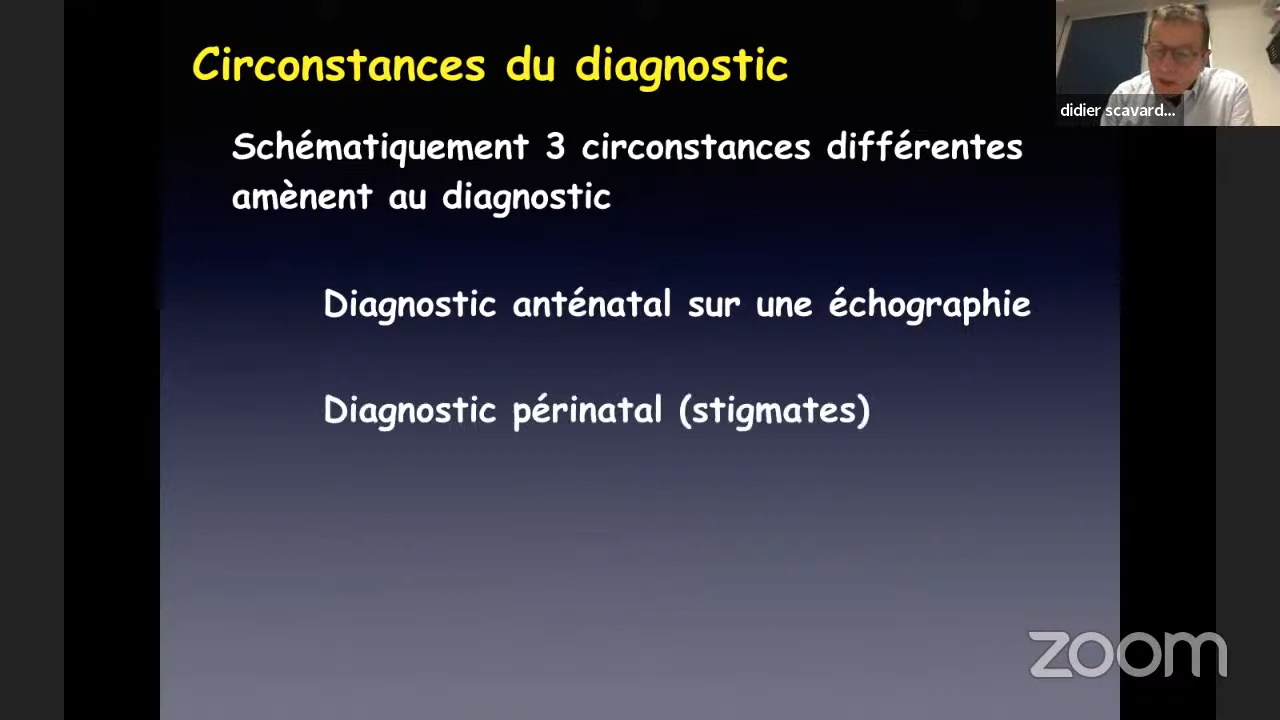 Circonstances du diagnostic
didier scavard...
Schématiquement 3 circonstances différentes
amènent au diagnostic
Diagnostic anténatal sur une échographie
Diagnostic périnatal (stigmates)
zoom